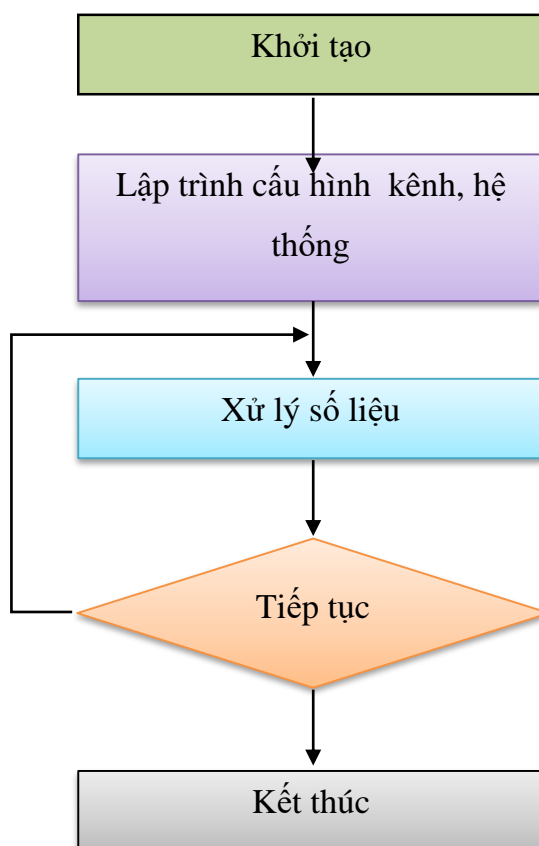 Khởi tạo
Lập trình cấu hình kênh, hệ
thống
Xử lý số liệu
Tiếp tục
Kết thúc